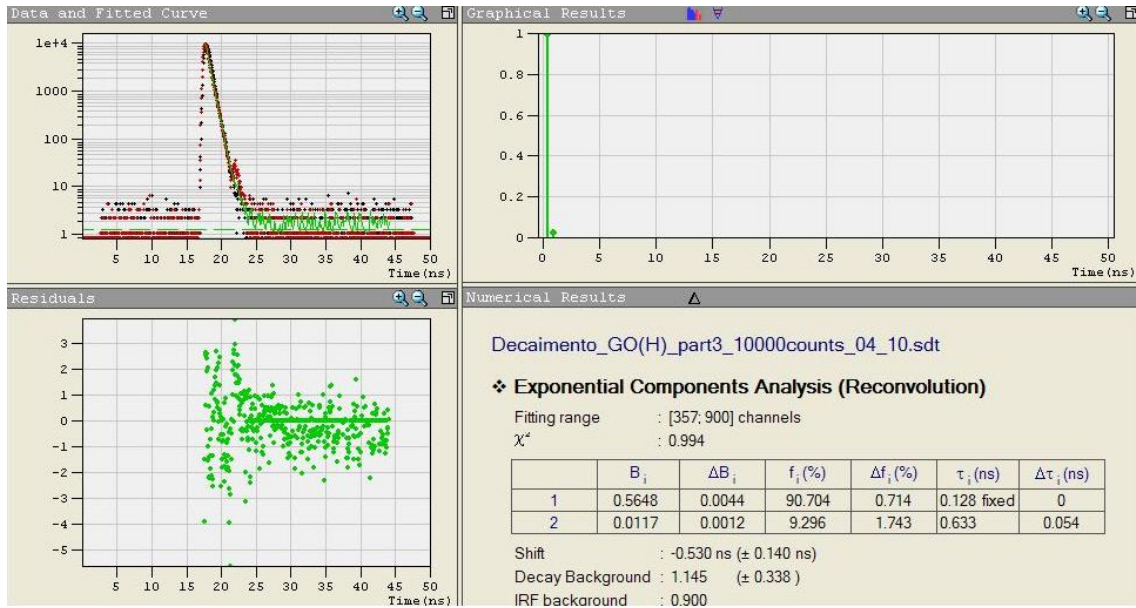 Data and Fitted Curve
1e+4
1000
100
10
1
5 10 15 20 25 30 35 40 45 50
Time(ns)
Graphical Results
1
0.8
0.6
0.4
0.2
0
0 5 10 15 20 25 30 35 40 45 50
Time(ns)
Residuals
3
2
1
0
-1
-2
-3
-4
-5
5 10 15 20 25 30 35 40 45 50
Time(ns)
Numerical Results
Decaimento_GO(H)_part3_10000counts_04_10.sdt
❖ Exponential Components Analysis (Reconvolution)
Fitting range : [357; 900] channels
χ² : 0.994
Bᵢ ΔBᵢ fᵢ(%) Δfᵢ(%) τᵢ(ns) Δτᵢ(ns)
1 0.5648 0.0044 90.704 0.714 0.128 fixed 0
2 0.0117 0.0012 9.296 1.743 0.633 0.054
Shift : -0.530 ns (± 0.140 ns)
Decay Background : 1.145 (± 0.338 )
IRF background : 0.900